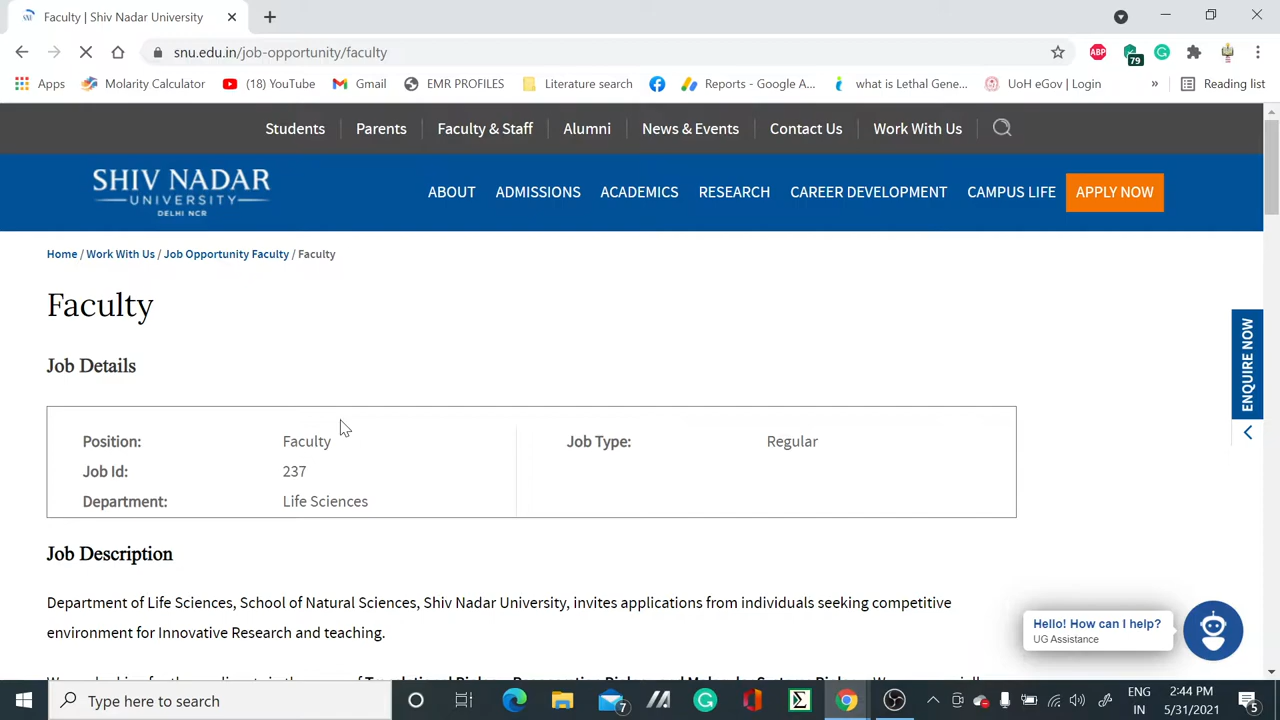 Faculty | Shiv Nadar University
snu.edu.in/job-opportunity/faculty
ABP
79
Apps Molarity Calculator (18) YouTube Gmail EMR PROFILES Literature search Reports - Google A... what is Lethal Gene... UoH eGov | Login » Reading list
Students Parents Faculty & Staff Alumni News & Events Contact Us Work With Us
SHIV NADAR
UNIVERSITY
DELHI NCR
ABOUT ADMISSIONS ACADEMICS RESEARCH CAREER DEVELOPMENT CAMPUS LIFE APPLY NOW
Home / Work With Us / Job Opportunity Faculty / Faculty
Faculty
ENQUIRE NOW
Job Details
Position: Faculty Job Type: Regular
Job Id: 237
Department: Life Sciences
Job Description
Department of Life Sciences, School of Natural Sciences, Shiv Nadar University, invites applications from individuals seeking competitive
environment for Innovative Research and teaching.
Hello! How can I help?
UG Assistance
Type here to search
7
ENG
IN
2:44 PM
5/31/2021
5